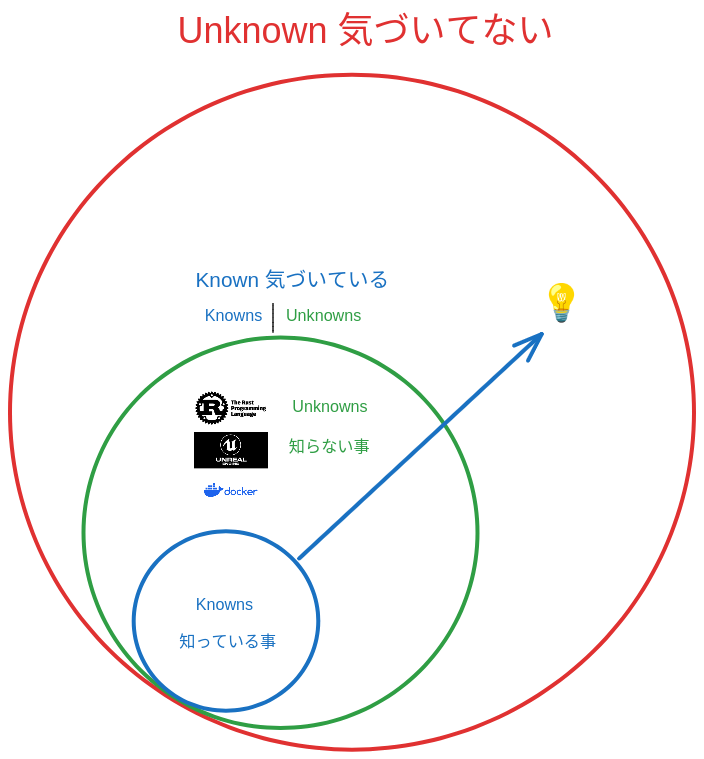 Unknown 気づいてない
Known 気づいている
Knowns | Unknowns
The Rust
Programming
Language
Unknowns
UNREAL
知らない事
docker
Knowns
知っている事